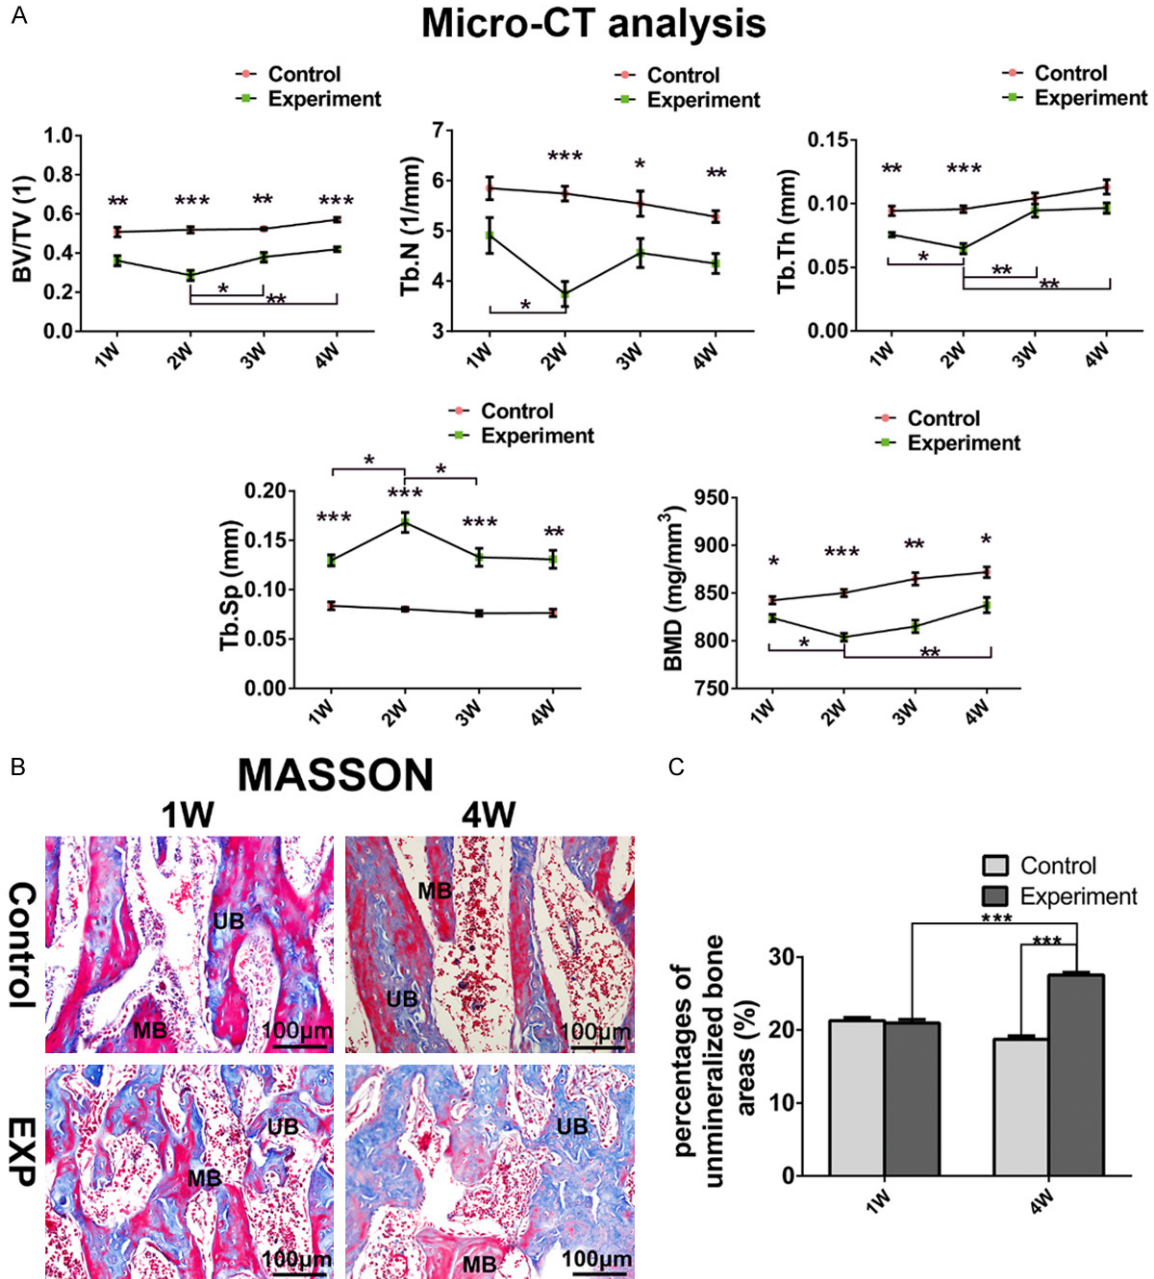 A
Micro-CT analysis
Control
Experiment
BV/TV (1)
1.0
0.8
0.6
0.4
0.2
0.0
** *** ** ***
*
**
1W 2W 3W 4W
Control
Experiment
Tb.N (1/mm)
7
6
5
4
3
*** * **
*
1W 2W 3W 4W
Control
Experiment
Tb.Th (mm)
0.15
0.10
0.05
0.00
** ***
* **
**
1W 2W 3W 4W
Control
Experiment
Tb.Sp (mm)
0.20
0.15
0.10
0.05
0.00
* *
*** *** *** **
1W 2W 3W 4W
Control
Experiment
BMD (mg/mm³)
950
900
850
800
750
* *** ** *
* **
1W 2W 3W 4W
B
MASSON
1W 4W
Control
UB
MB
100μm
MB
UB
100μm
EXP
UB
MB
100μm
UB
MB
100μm
C
Control
Experiment
percentages of
unmineralized bone
areas (%)
30
20
10
0
***
***
1W 4W